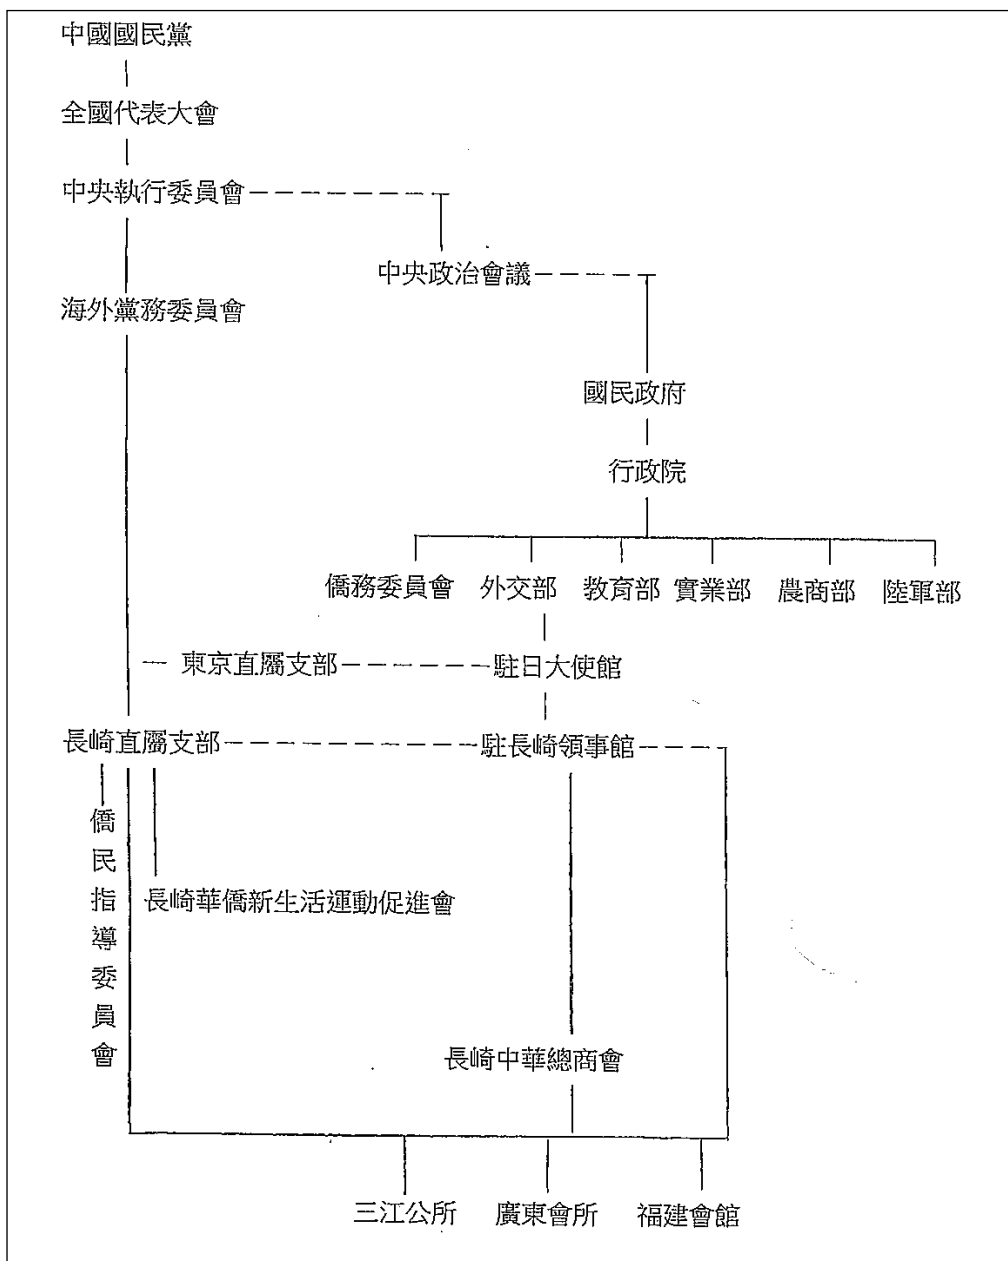 中國國民黨
全國代表大會
中央執行委員會
中央政治會議
海外黨務委員會
國民政府
行政院
僑務委員會
外交部
教育部
實業部
農商部
陸軍部
東京直屬支部
駐日大使館
長崎直屬支部
駐長崎領事館
僑民指導委員會
長崎華僑新生活運動促進會
長崎中華總商會
三江公所
廣東會所
福建會館